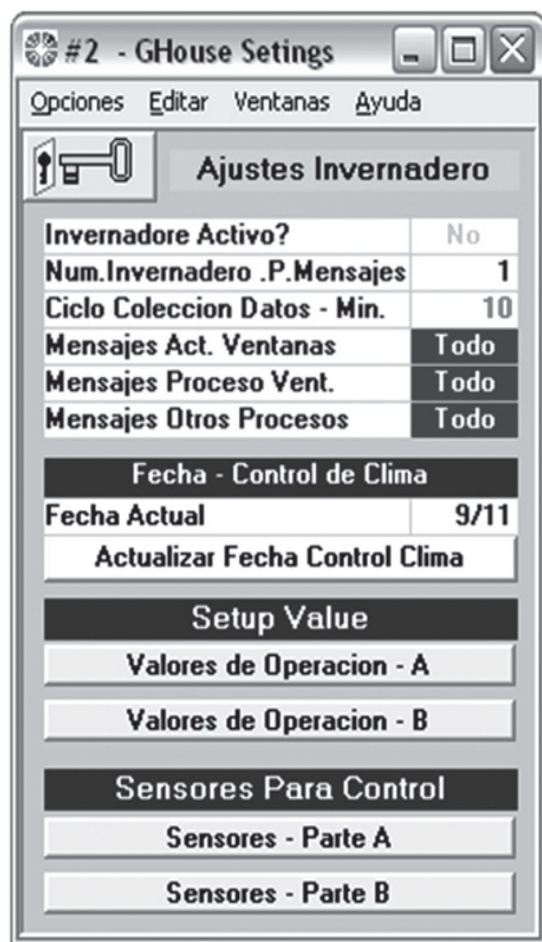 #2 - GHouse Setings
Opciones Editar Ventanas Ayuda
Ajustes Invernadero
Invernadore Activo? No
Num.Invernadero .P.Mensajes 1
Ciclo Coleccion Datos - Min. 10
Mensajes Act. Ventanas Todo
Mensajes Proceso Vent. Todo
Mensajes Otros Procesos Todo
Fecha - Control de Clima
Fecha Actual 9/11
Actualizar Fecha Control Clima
Setup Value
Valores de Operacion - A
Valores de Operacion - B
Sensores Para Control
Sensores - Parte A
Sensores - Parte B